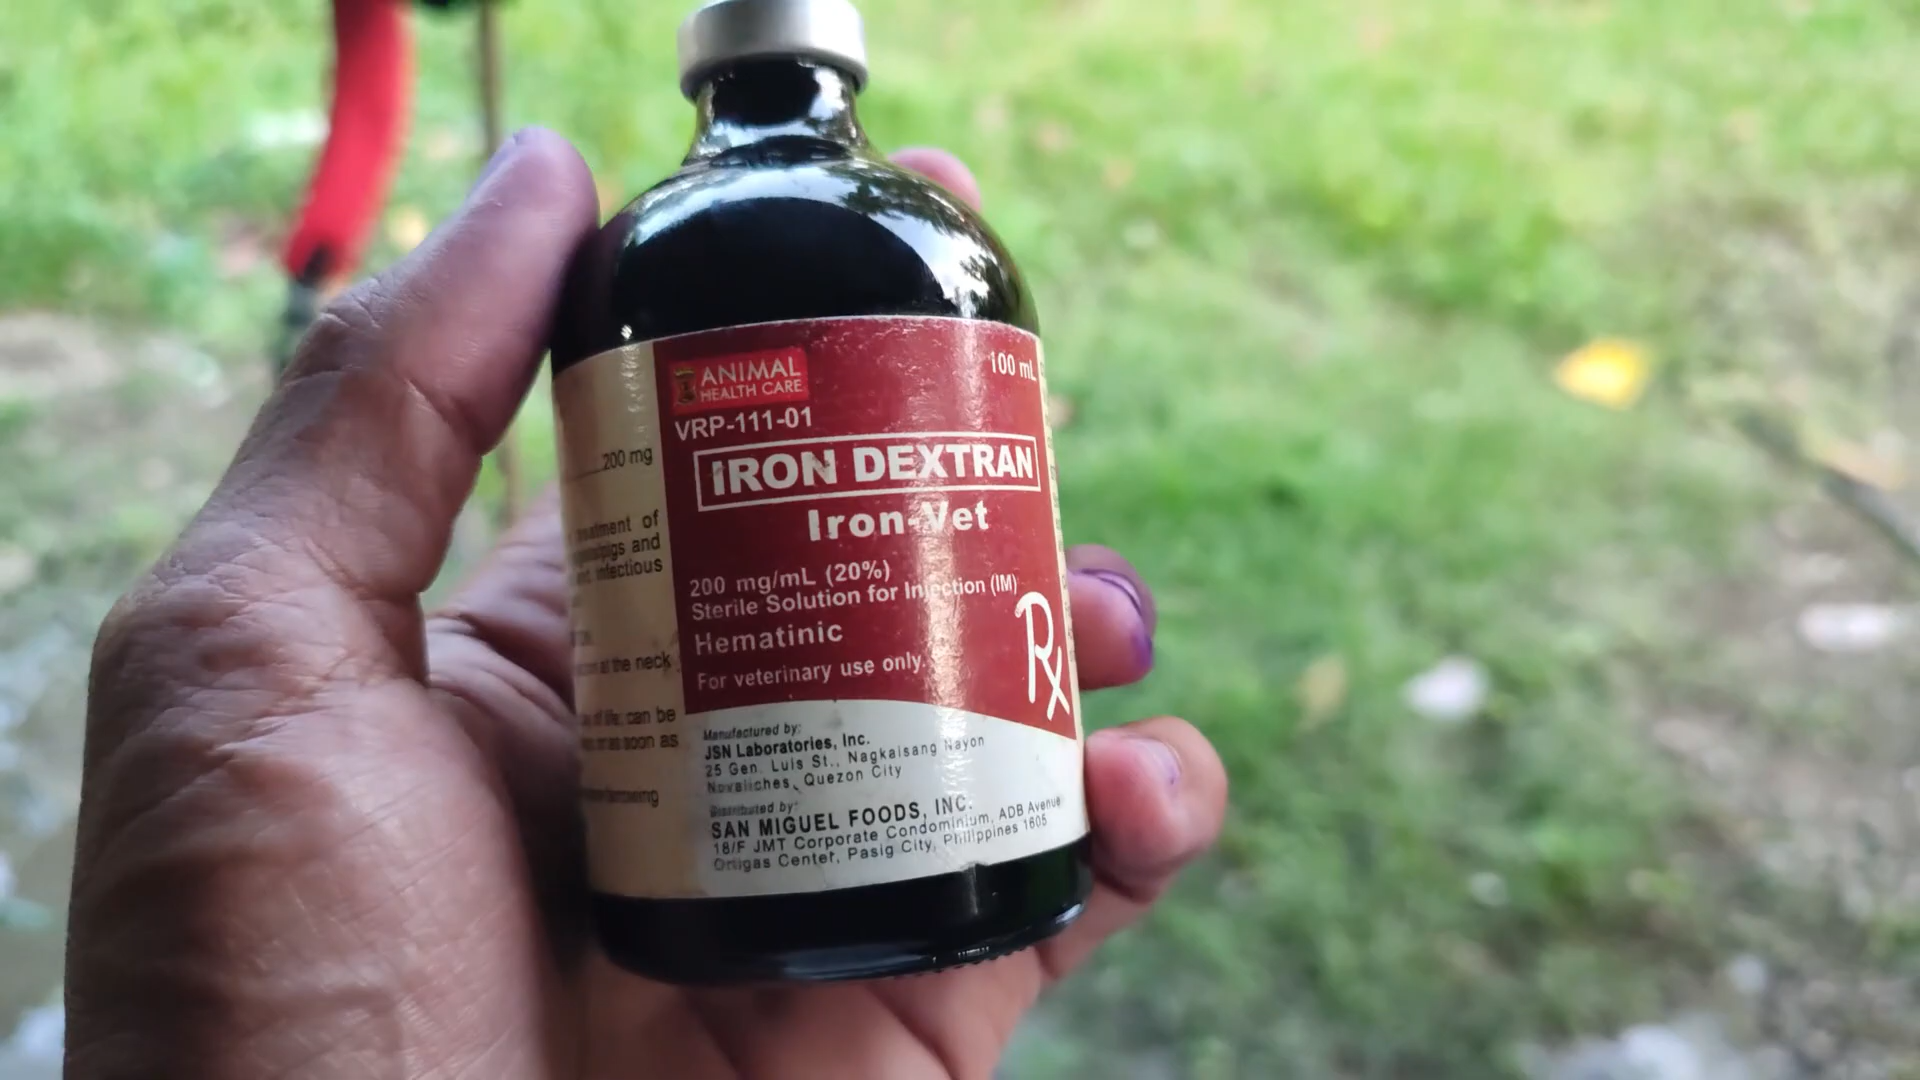 ANIMAL
HEALTH CARE
100 mL
VRP-111-01
IRON DEXTRAN
Iron-Vet
200 mg/mL (20%)
Sterile Solution for Injection (IM)
Hematinic
For veterinary use only.
Rx
Manufactured by:
JSN Laboratories, Inc.
25 Gen. Luis St., Nagkaisang Nayon
Novaliches, Quezon City
Distributed by:
SAN MIGUEL FOODS, INC.
18/F JMT Corporate Condominium, ADB Avenue
Ortigas Center, Pasig City, Philippines 1605
200 mg
treatment of
and
infectious
at the neck
of life; can be
as soon as